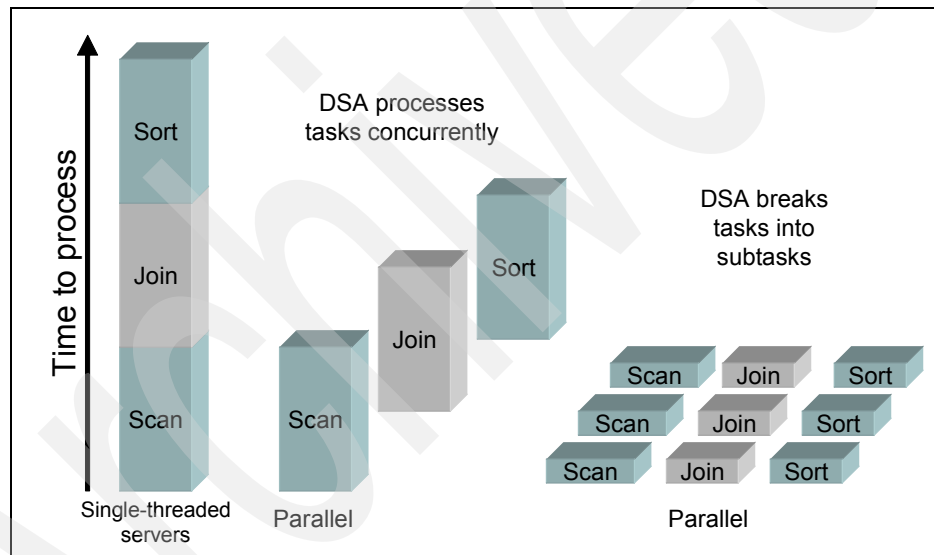 Time to process
Sort
Join
Scan
Single-threaded
servers
DSA processes
tasks concurrently
Scan
Join
Sort
Parallel
DSA breaks
tasks into
subtasks
Scan Join Sort
Scan Join Sort
Scan Join Sort
Parallel